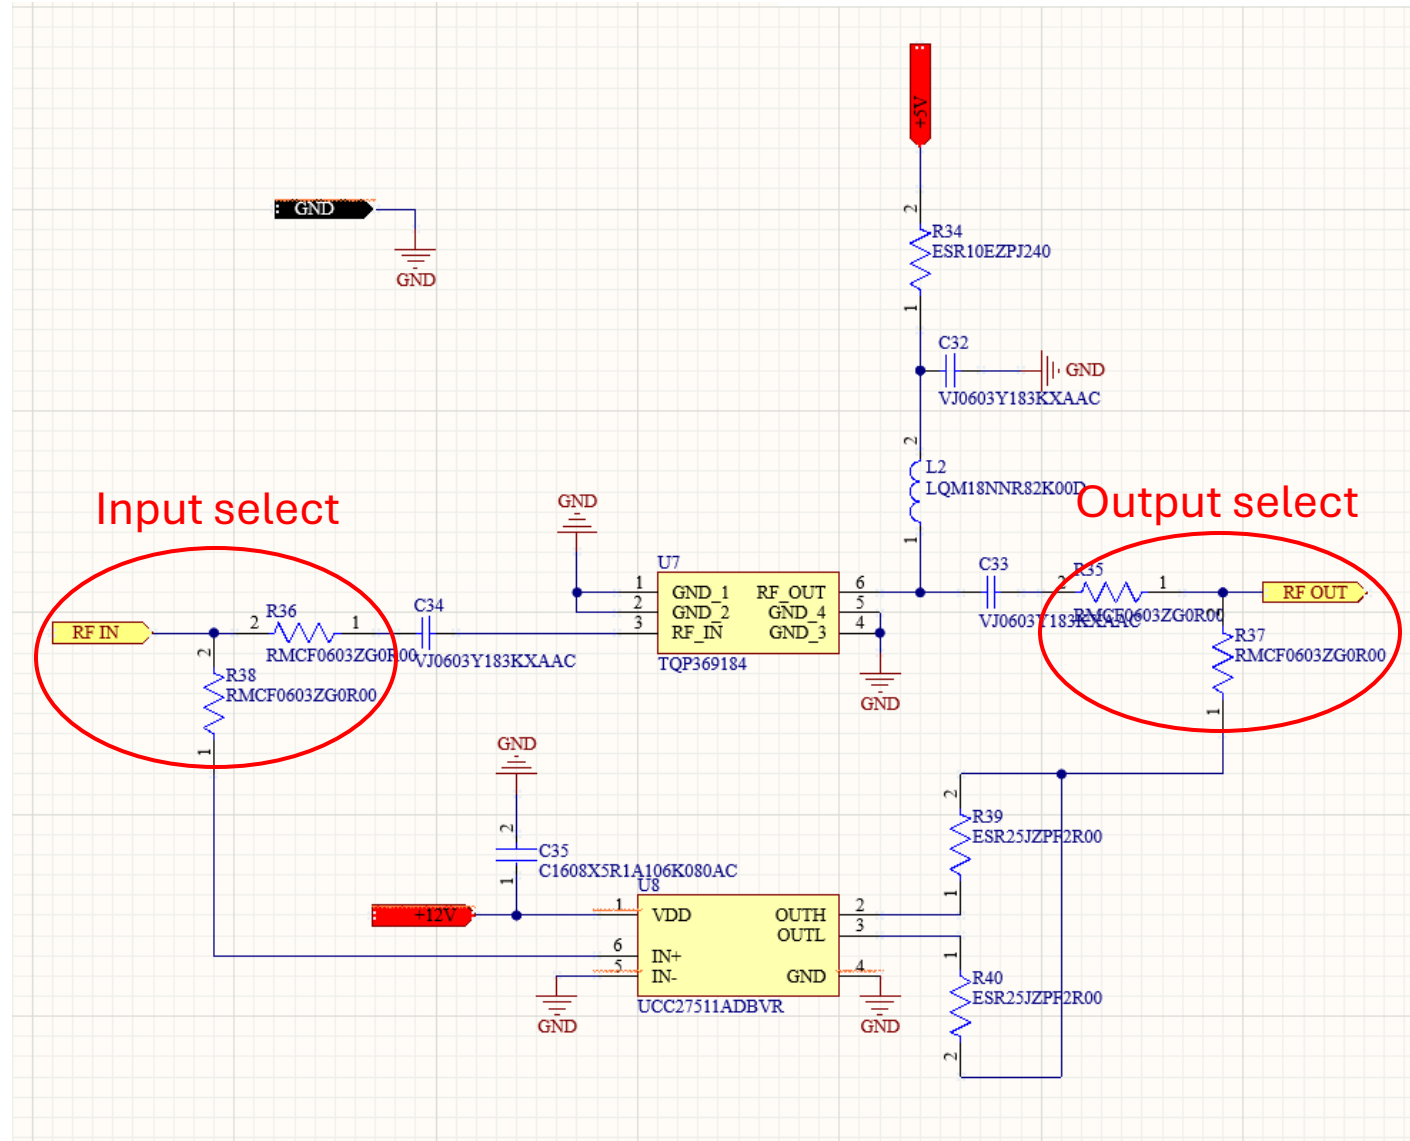 +5V
2
R34
ESR10EZPJ240
1
GND
GND
C32
GND
VJ0603Y183KXAAC
2
L2
LQM18NNR82K00D
1
Input select
Output select
GND
U7
1 GND_1 RF_OUT 6
2 GND_2 GND_4 5
3 RF_IN GND_3 4
TQP369184
GND
C33
VJ0603Y183KXAAC
2 R35 1
RMCF0603ZG0R00
RF OUT
2
R37
RMCF0603ZG0R00
1
RF IN
2 R36 1
RMCF0603ZG0R00
C34
VJ0603Y183KXAAC
2
R38
RMCF0603ZG0R00
1
GND
2
C35
C1608X5R1A106K080AC
1
+12V
U8
1 VDD OUTH 2
OUTL 3
6 IN+
5 IN- GND 4
UCC27511ADBVR
GND
GND
2
R39
ESR25JZPF2R00
1
1
R40
ESR25JZPF2R00
2